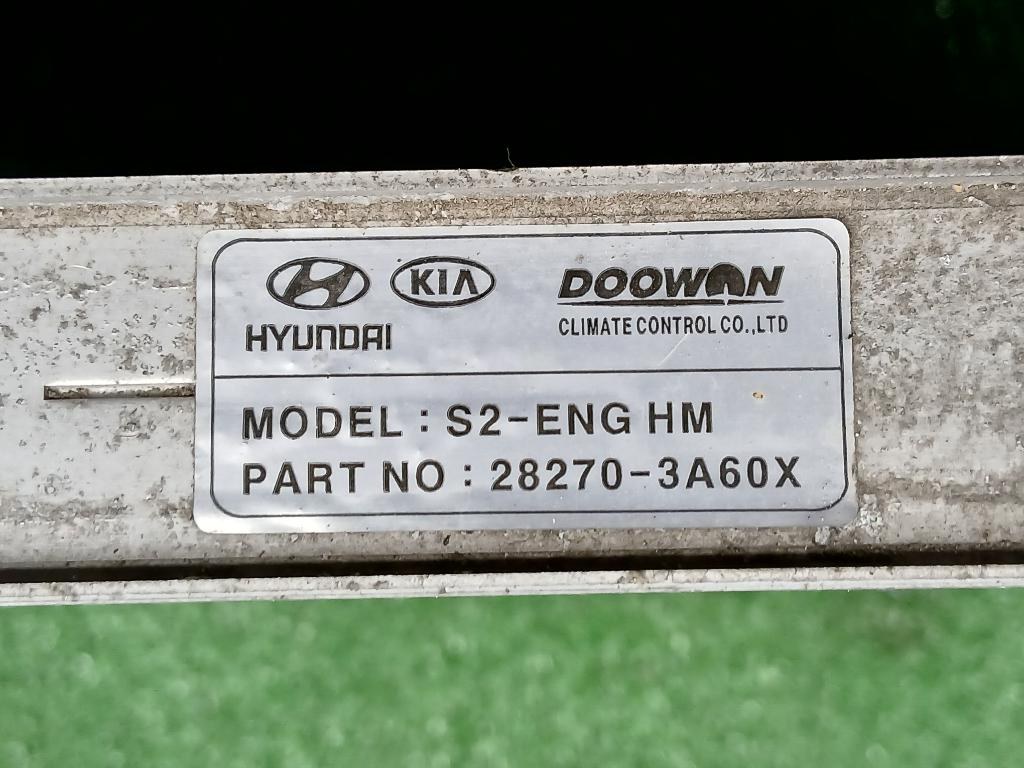 KIA DOOWON
HYUNDAI CLIMATE CONTROL CO.,LTD
MODEL : S2-ENG HM
PART NO : 28270-3A60X